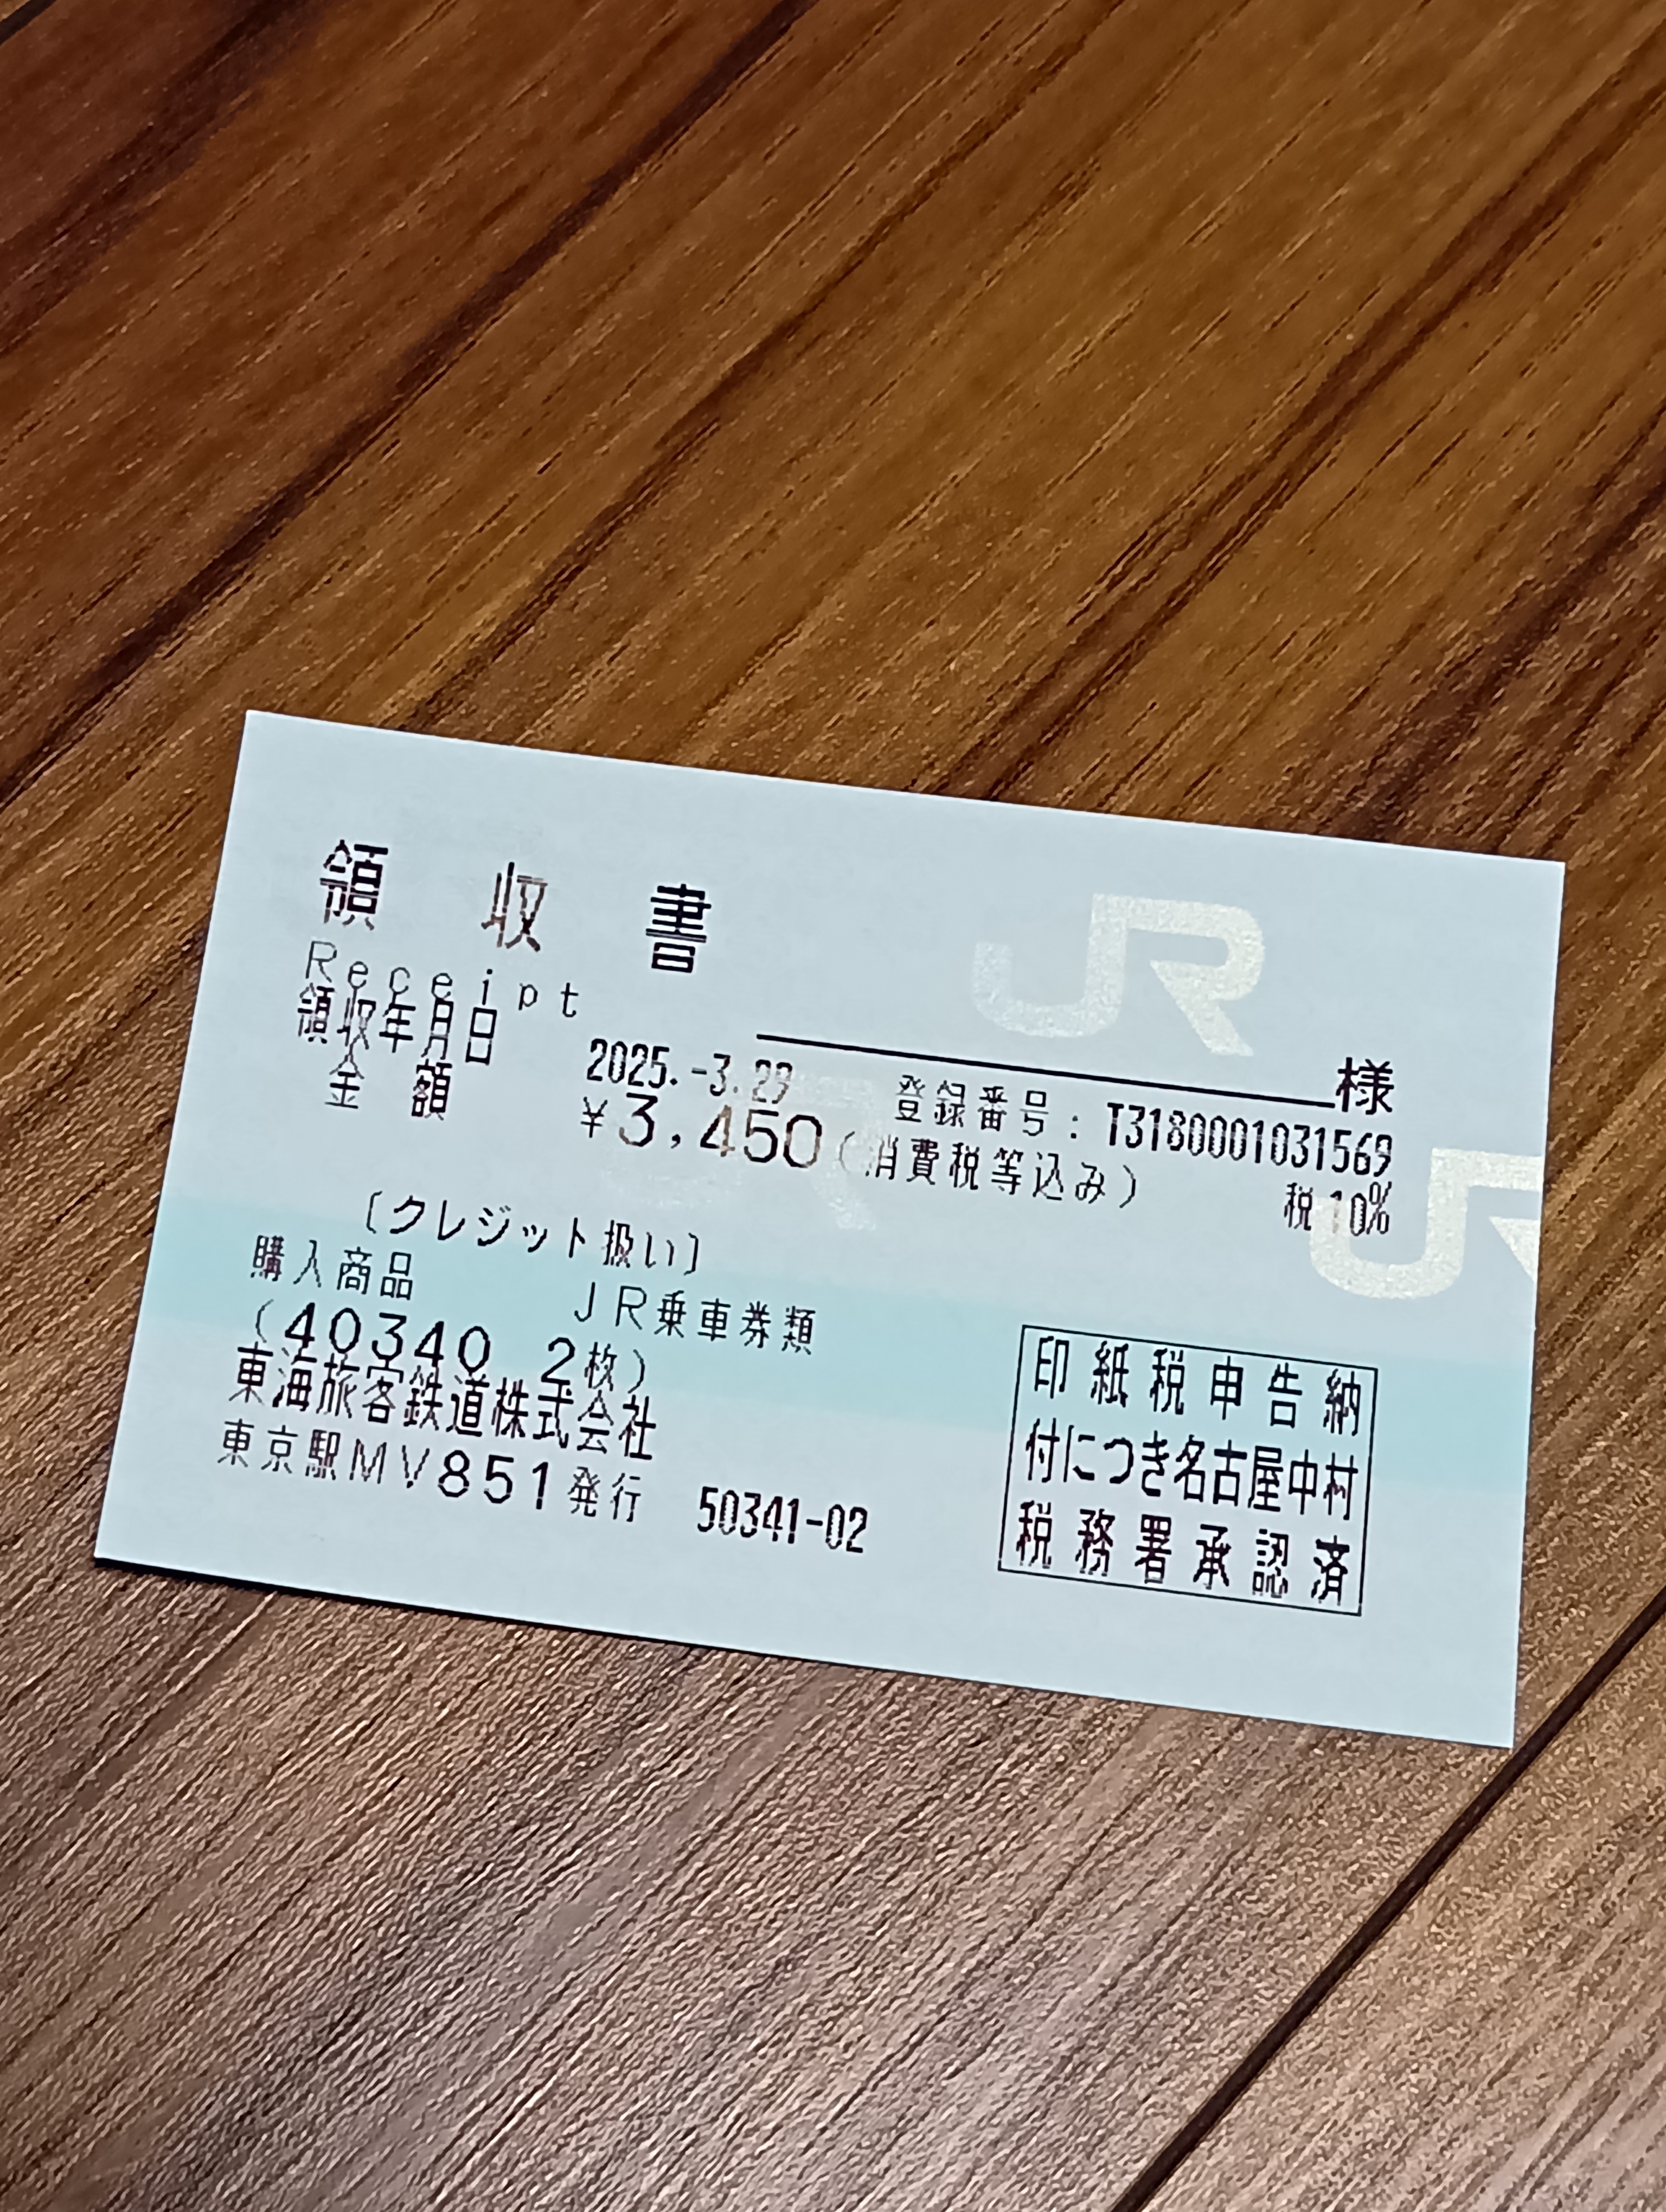 領収書
Receipt
様
領収年月日 2025.-3.29 登録番号:T3180001031569
金額 ¥3,450(消費税等込み) 税10%
〔クレジット扱い〕
購入商品 JR乗車券類
(40340 2枚)
東海旅客鉄道株式会社
東京駅MV851発行 50341-02
印紙税申告納
付につき名古屋中村
税務署承認済
JR
JR
JR